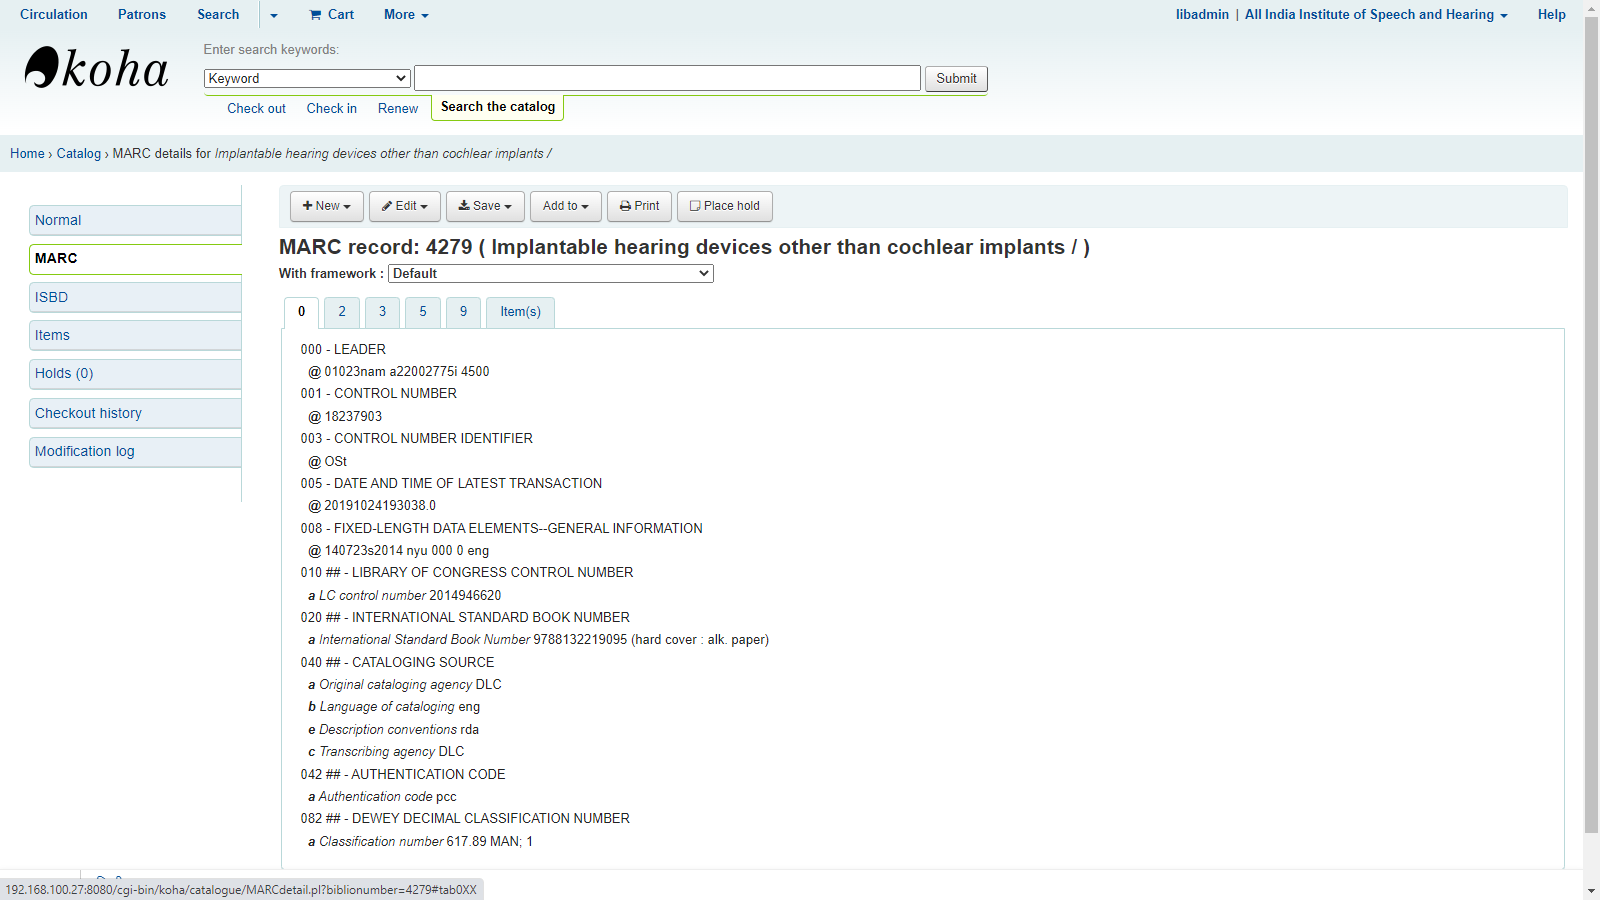 Circulation Patrons Search Cart More libadmin | All India Institute of Speech and Hearing Help
koha
Enter search keywords:
Keyword Submit
Check out Check in Renew Search the catalog
Home › Catalog › MARC details for Implantable hearing devices other than cochlear implants /
Normal
MARC
ISBD
Items
Holds (0)
Checkout history
Modification log
New Edit Save Add to Print Place hold
MARC record: 4279 ( Implantable hearing devices other than cochlear implants / )
With framework : Default
0 2 3 5 9 Item(s)
000 - LEADER
@ 01023nam a22002775i 4500
001 - CONTROL NUMBER
@ 18237903
003 - CONTROL NUMBER IDENTIFIER
@ OSt
005 - DATE AND TIME OF LATEST TRANSACTION
@ 20191024193038.0
008 - FIXED-LENGTH DATA ELEMENTS--GENERAL INFORMATION
@ 140723s2014 nyu 000 0 eng
010 ## - LIBRARY OF CONGRESS CONTROL NUMBER
a LC control number 2014946620
020 ## - INTERNATIONAL STANDARD BOOK NUMBER
a International Standard Book Number 9788132219095 (hard cover : alk. paper)
040 ## - CATALOGING SOURCE
a Original cataloging agency DLC
b Language of cataloging eng
e Description conventions rda
c Transcribing agency DLC
042 ## - AUTHENTICATION CODE
a Authentication code pcc
082 ## - DEWEY DECIMAL CLASSIFICATION NUMBER
a Classification number 617.89 MAN; 1
192.168.100.27:8080/cgi-bin/koha/catalogue/MARCdetail.pl?biblionumber=4279#tab0XX